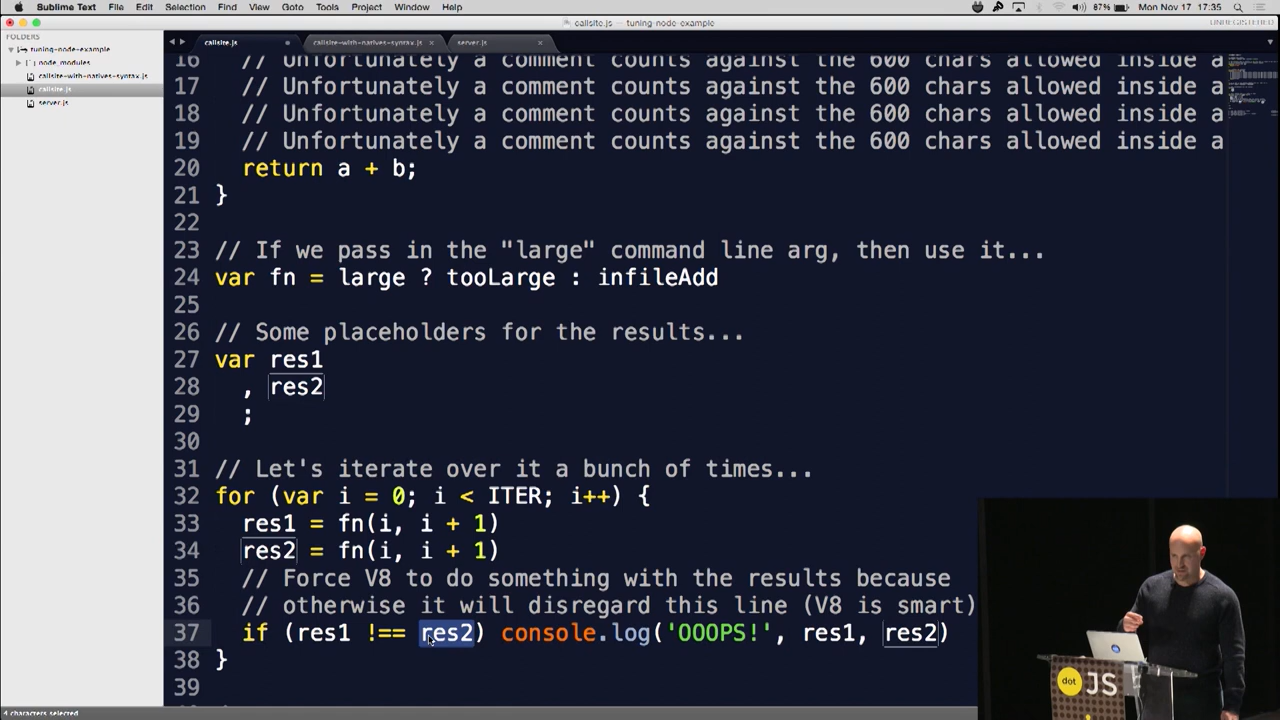 Sublime Text File Edit Selection Find View Goto Tools Project Window Help 87% Mon Nov 17 17:35
callsite.js — tuning-node-example UNREGISTERED
FOLDERS
tuning-node-example
node_modules
callsite-with-natives-syntax.js
callsite.js
server.js
callsite.js callsite-with-natives-syntax.js server.js
16 // Unfortunately a comment counts against the 600 chars allowed inside a
17 // Unfortunately a comment counts against the 600 chars allowed inside a
18 // Unfortunately a comment counts against the 600 chars allowed inside a
19 // Unfortunately a comment counts against the 600 chars allowed inside a
20 return a + b;
21 }
22
23 // If we pass in the "large" command line arg, then use it...
24 var fn = large ? tooLarge : infileAdd
25
26 // Some placeholders for the results...
27 var res1
28 , res2
29 ;
30
31 // Let's iterate over it a bunch of times...
32 for (var i = 0; i < ITER; i++) {
33 res1 = fn(i, i + 1)
34 res2 = fn(i, i + 1)
35 // Force V8 to do something with the results because
36 // otherwise it will disregard this line (V8 is smart)
37 if (res1 !== res2) console.log('OOOPS!', res1, res2)
38 }
39
4 characters selected
dot JS